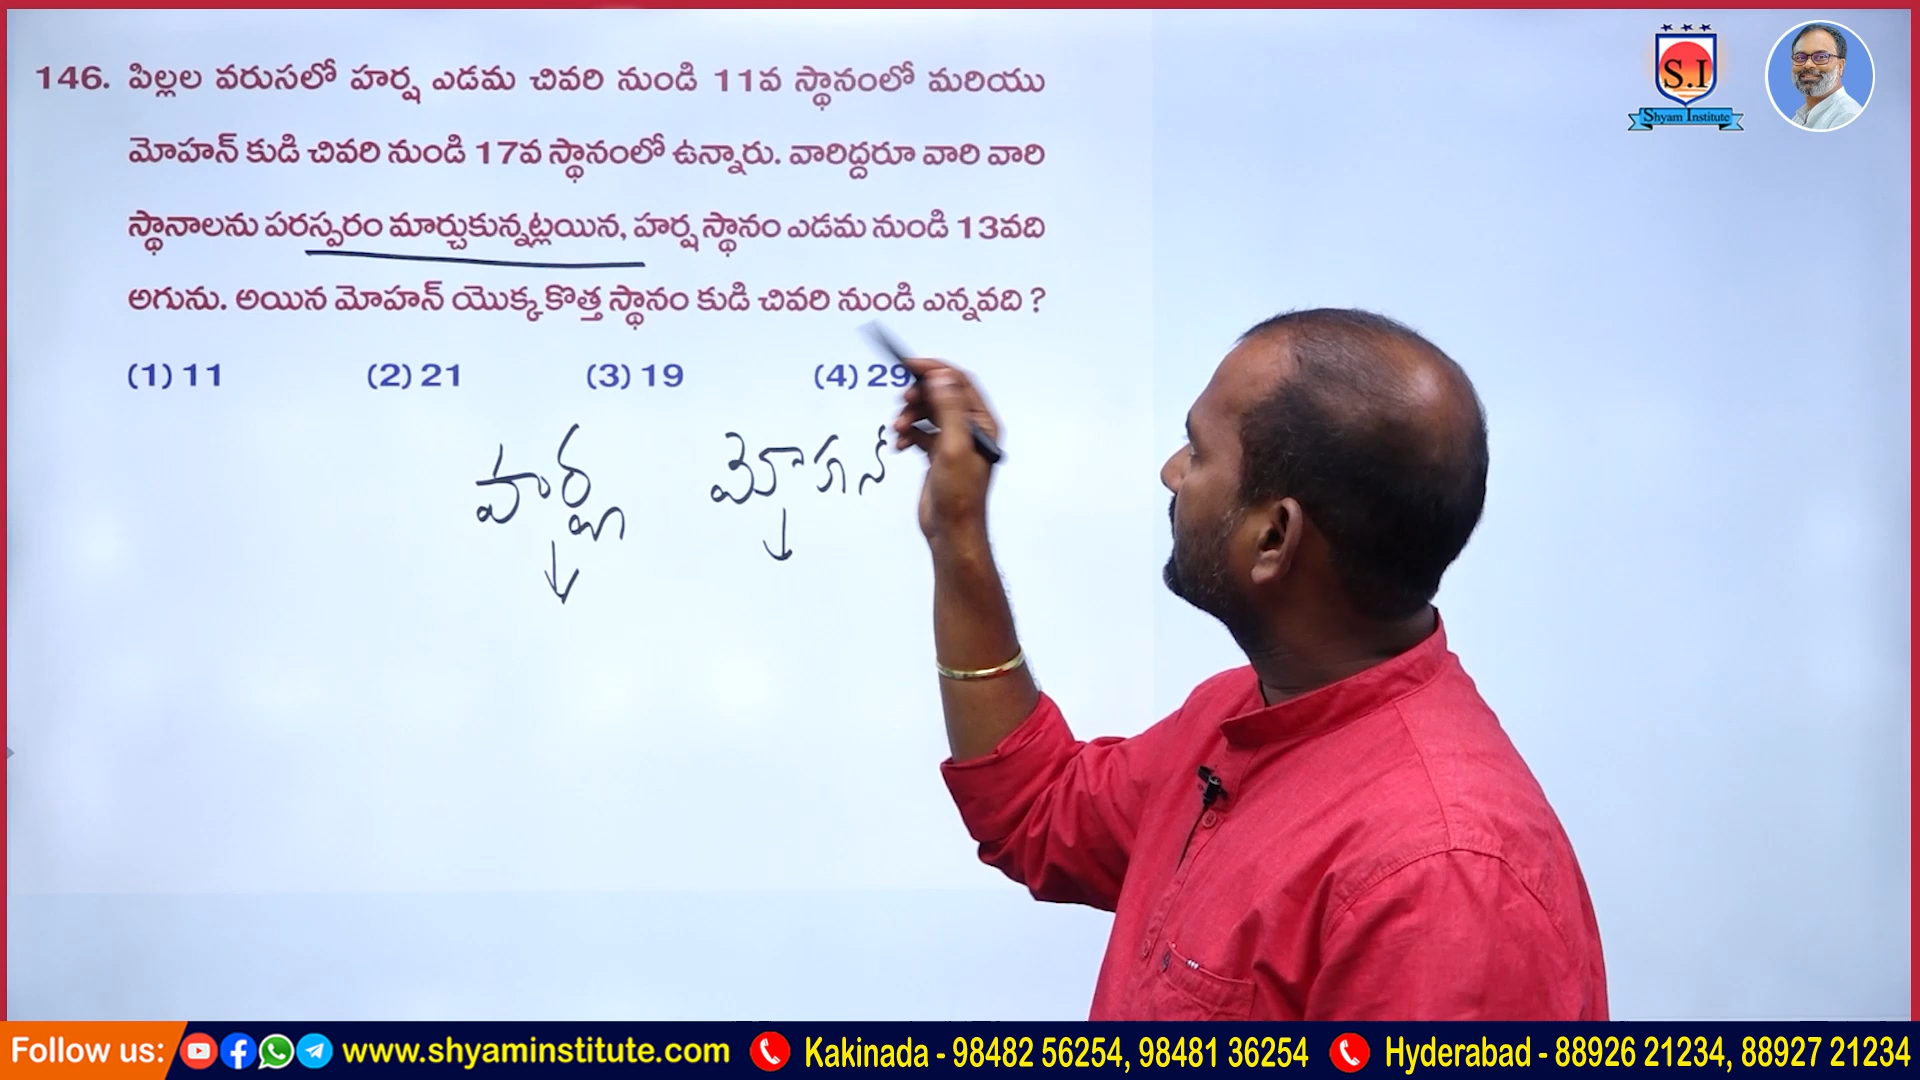 146. పిల్లల వరుసలో హర్ష ఎడమ చివరి నుండి 11వ స్థానంలో మరియు
మోహన్ కుడి చివరి నుండి 17వ స్థానంలో ఉన్నారు. వారిద్దరూ వారి వారి
స్థానాలను పరస్పరం మార్చుకున్నట్లయిన, హర్ష స్థానం ఎడమ నుండి 13వది
అగును. అయిన మోహన్ యొక్క కొత్త స్థానం కుడి చివరి నుండి ఎన్నవది ?
(1) 11 (2) 21 (3) 19 (4) 29
హర్ష మోహన్
S.I
Shyam Institute
Follow us: www.shyaminstitute.com Kakinada - 98482 56254, 98481 36254 Hyderabad - 88926 21234, 88927 21234